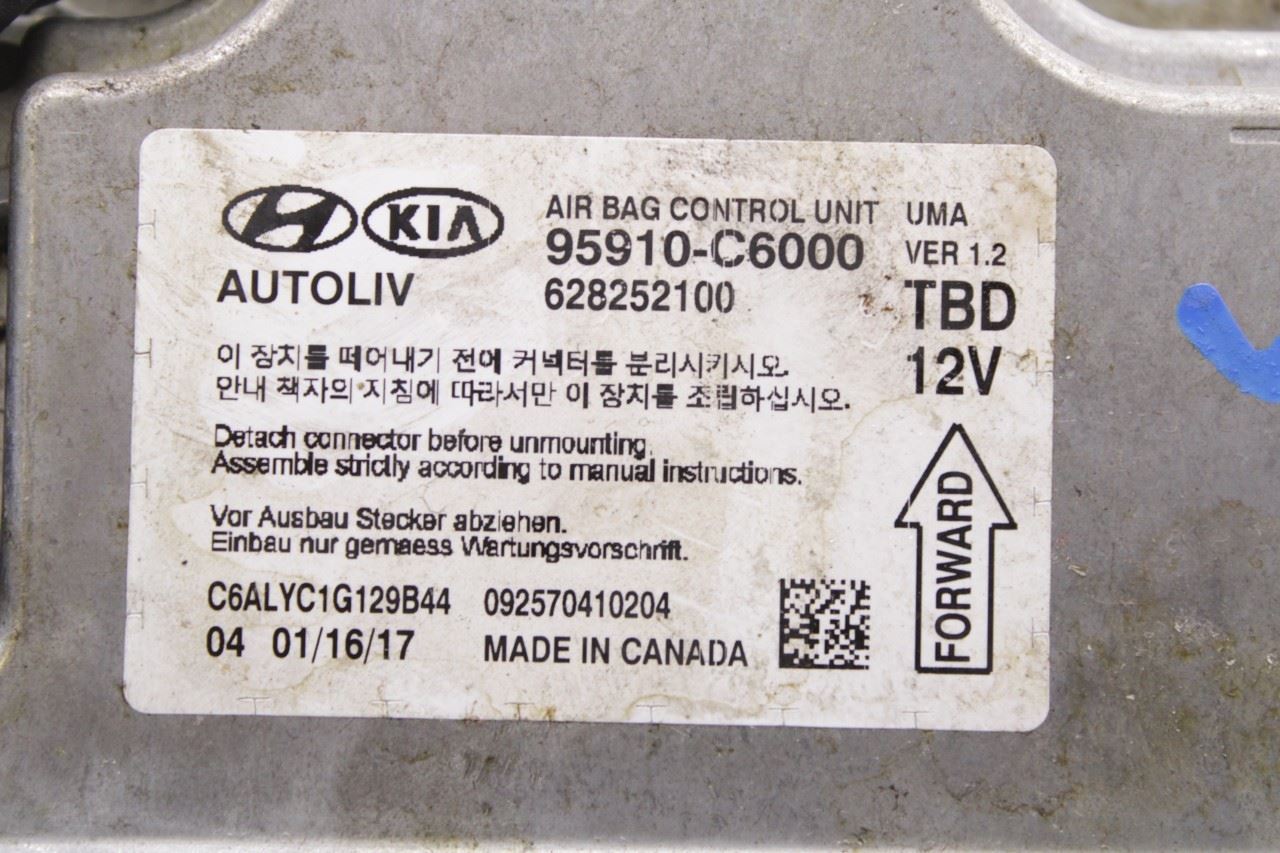 KIA
AIR BAG CONTROL UNIT UMA
95910-C6000 VER 1.2
AUTOLIV 628252100 TBD
12V
이 장치를 떼어내기 전에 커넥터를 분리시키시오.
안내 책자의 지침에 따라서만 이 장치를 조립하십시오.
Detach connector before unmounting.
Assemble strictly according to manual instructions.
Vor Ausbau Stecker abziehen.
Einbau nur gemaess Wartungsvorschrift.
FORWARD
C6ALYC1G129B44 092570410204
04 01/16/17 MADE IN CANADA